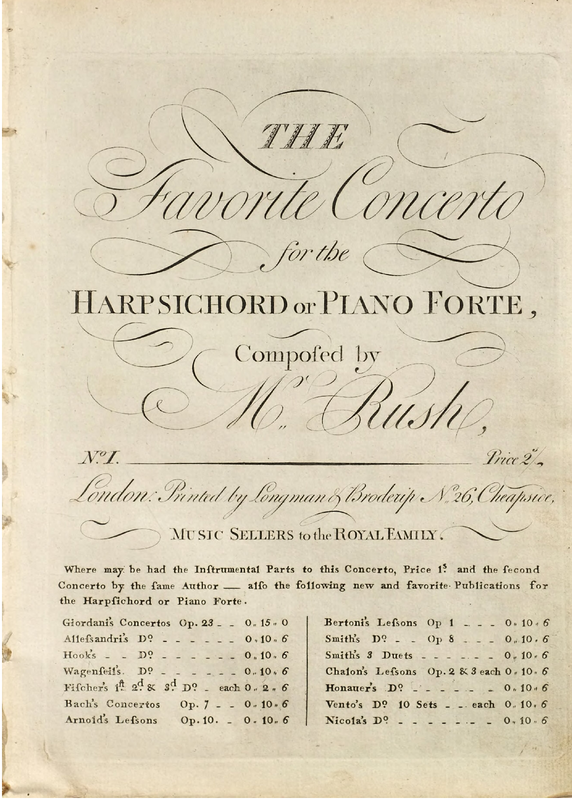 THE
Favorite Concerto
for the
HARPSICHORD or PIANO FORTE,
Compoſed by
Mr. Rush,
No. I. Price 2s/,
London: Printed by Longman & Broderip No. 26, Cheapside,
MUSIC SELLERS to the ROYAL FAMILY.
Where may be had the Inſtrumental Parts to this Concerto, Price 1s. and the ſecond
Concerto by the ſame Author — alſo the following new and favorite Publications for
the Harpſichord or Piano Forte.
Giordani's Concertos Op. 23 - - 0 . 15 . 0
Alleſsandri's Do. - - - - - - 0 . 10 . 6
Hook's - - Do. - - - - - - 0 . 10 . 6
Wagenſeil's. Do. - - - - - - 0 . 10 . 6
Fiſcher's 1st. 2d. & 3d. Do. - each 0 . 2 . 6
Bach's Concertos Op. 7 - - 0 . 10 . 6
Arnold's Leſsons Op. 10. - - 0 . 10 . 6
Bertoni's Leſsons Op 1 - - - 0 . 10 . 6
Smith's Do. - - Op 8 - - - 0 . 10 . 6
Smith's 3 Duets - - - - - 0 . 10 . 6
Chalon's Leſsons Op. 2 & 3 each 0 . 10 . 6
Honauer's Do. - - - - - - 0 . 10 . 6
Vento's Do. 10 Sets - - each 0 . 10 . 6
Nicola's Do. - - - - - - - 0 . 10 . 6